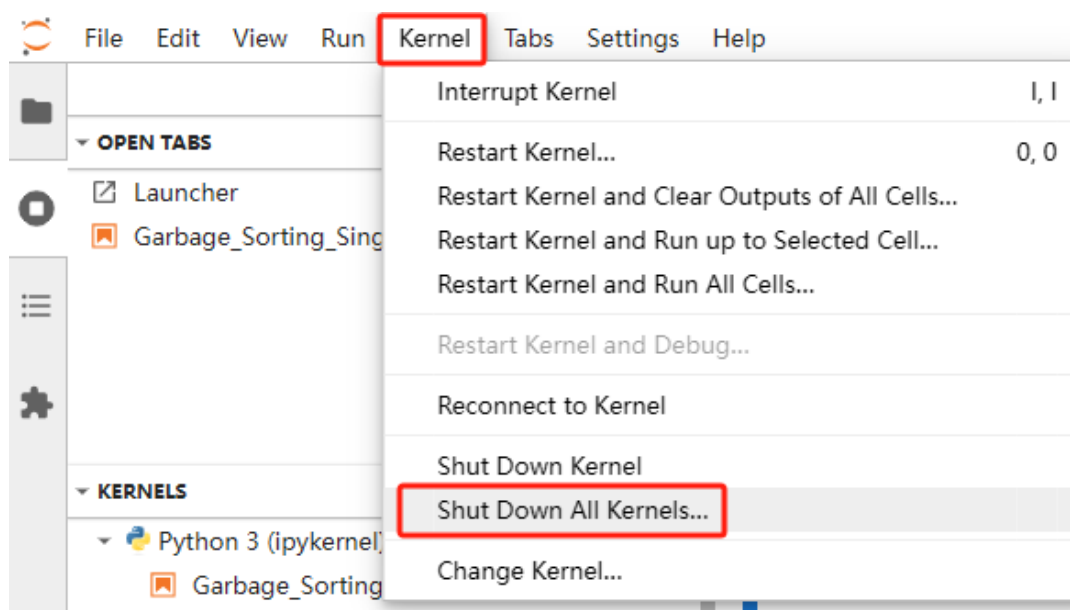 File Edit View Run Kernel Tabs Settings Help
Interrupt Kernel I, I
OPEN TABS
Restart Kernel... 0, 0
Launcher
Restart Kernel and Clear Outputs of All Cells...
Garbage_Sorting_Sing
Restart Kernel and Run up to Selected Cell...
Restart Kernel and Run All Cells...
Restart Kernel and Debug...
Reconnect to Kernel
Shut Down Kernel
KERNELS
Shut Down All Kernels...
Python 3 (ipykernel)
Change Kernel...
Garbage_Sorting